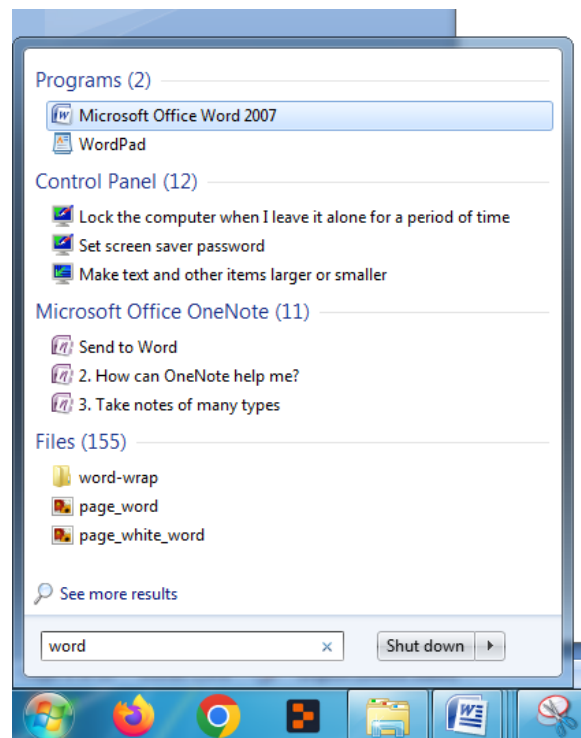 Programs (2)
Microsoft Office Word 2007
WordPad
Control Panel (12)
Lock the computer when I leave it alone for a period of time
Set screen saver password
Make text and other items larger or smaller
Microsoft Office OneNote (11)
Send to Word
2. How can OneNote help me?
3. Take notes of many types
Files (155)
word-wrap
page_word
page_white_word
See more results
word × Shut down